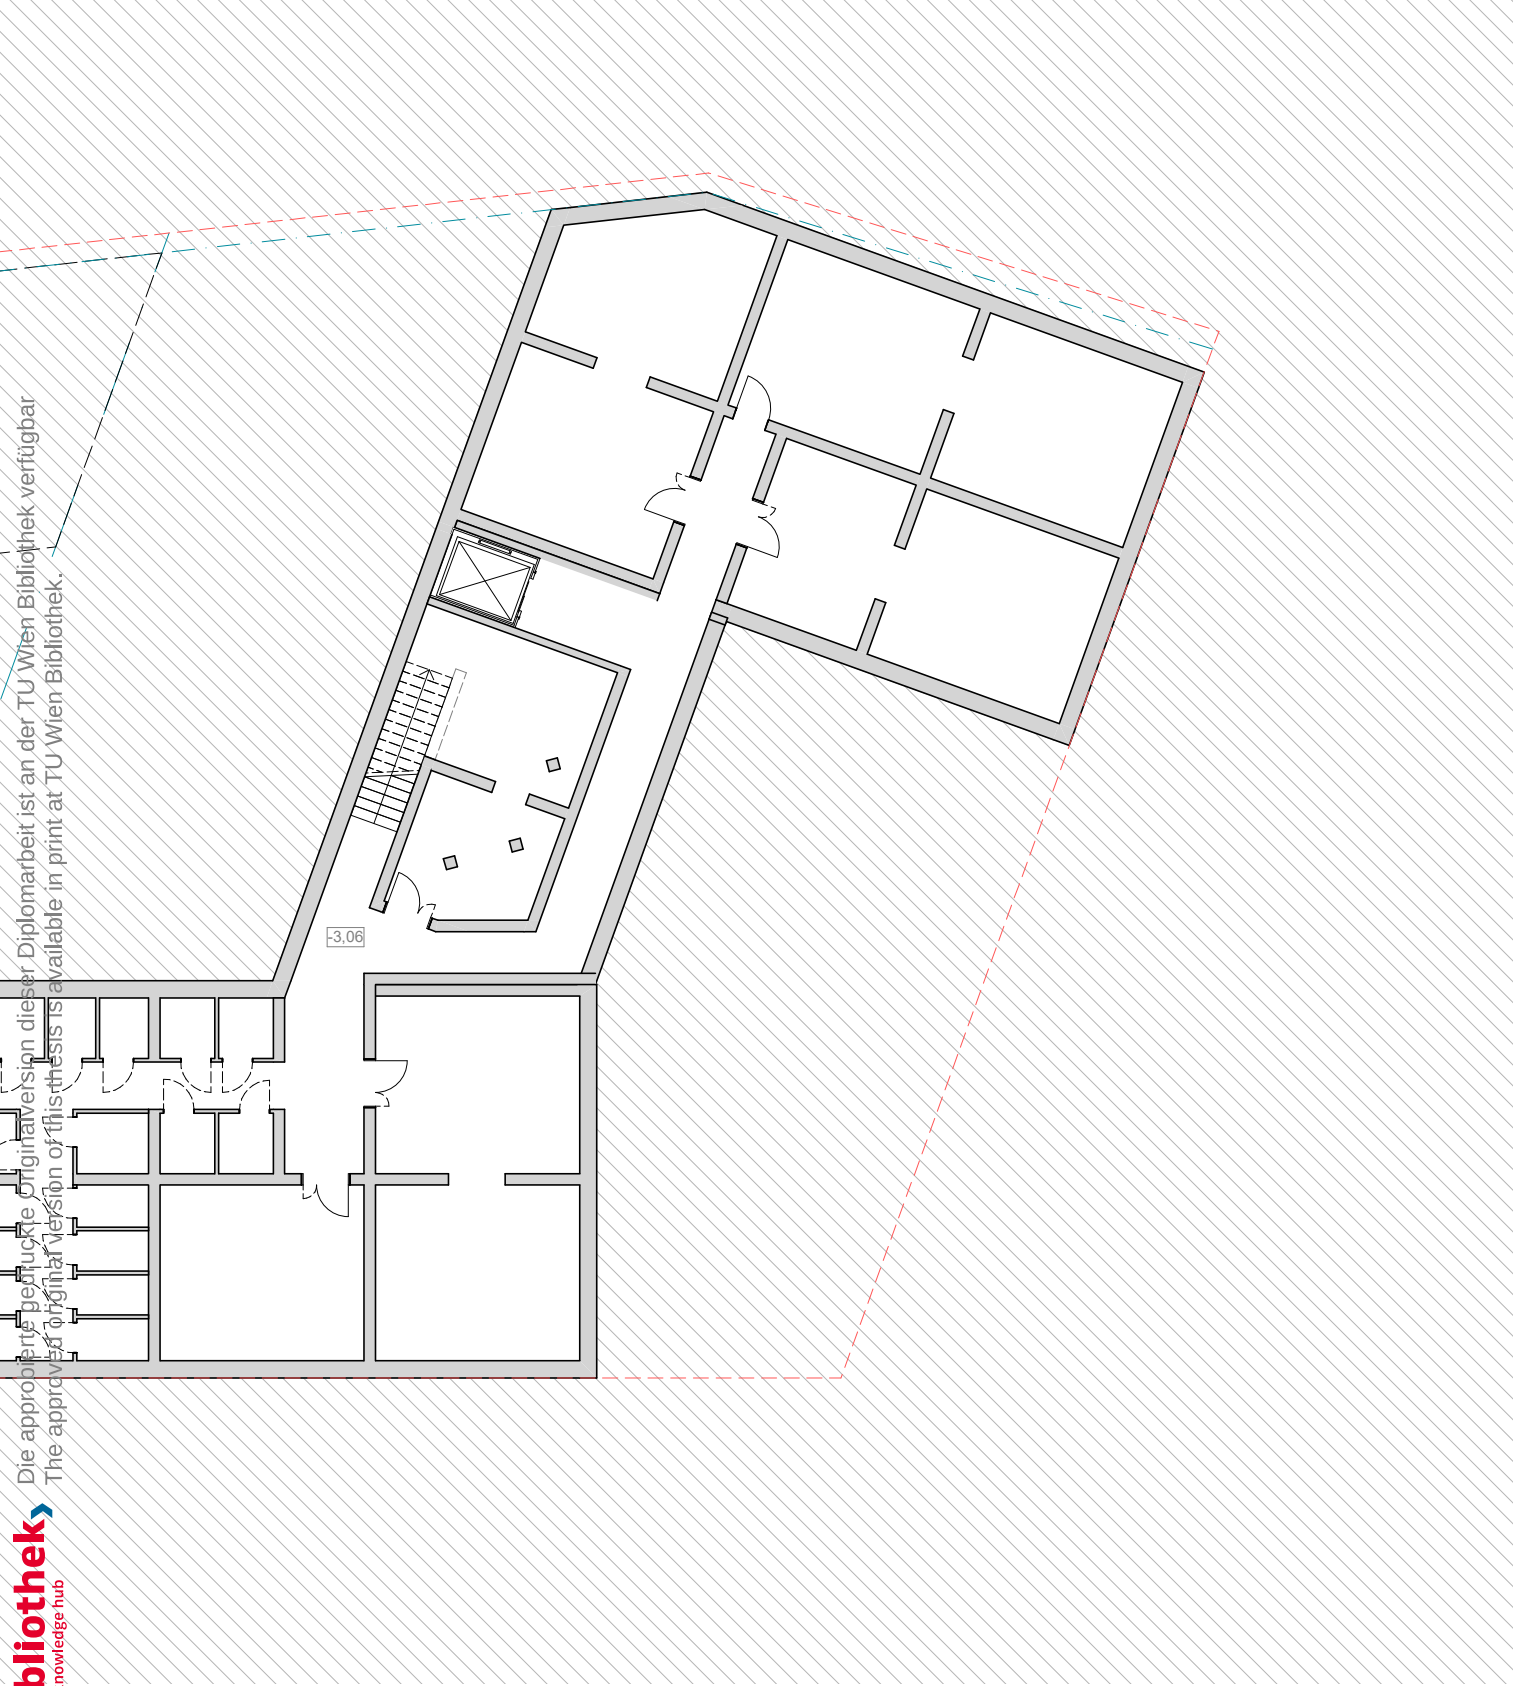 Die approbierte gedruckte Originalversion dieser Diplomarbeit ist an der TU Wien Bibliothek verfügbar
The approved original version of this thesis is available in print at TU Wien Bibliothek.
bliothek
nowledge hub
-3,06